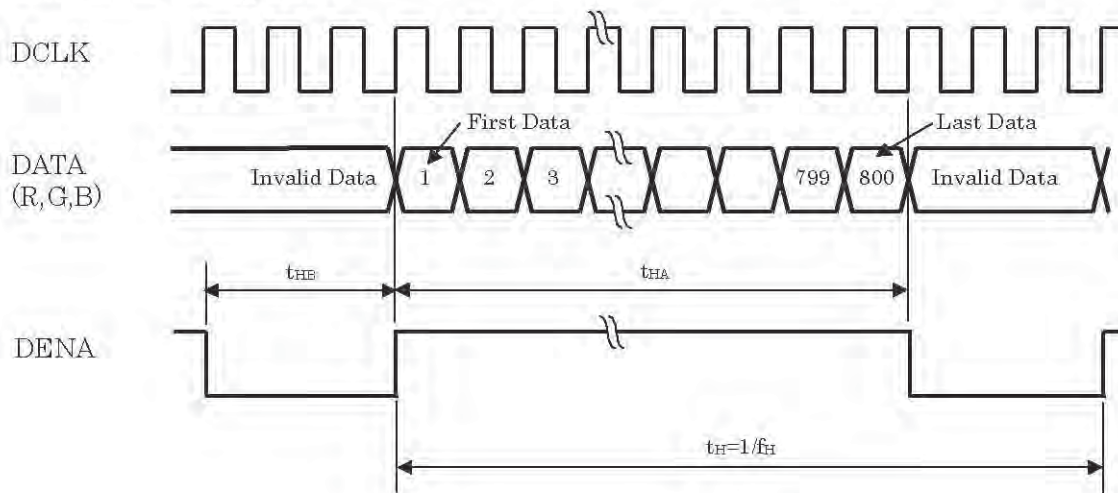 DCLK
First Data
Last Data
DATA
(R,G,B)
Invalid Data 1 2 3 799 800 Invalid Data
tHB
tHA
DENA
tH=1/fH